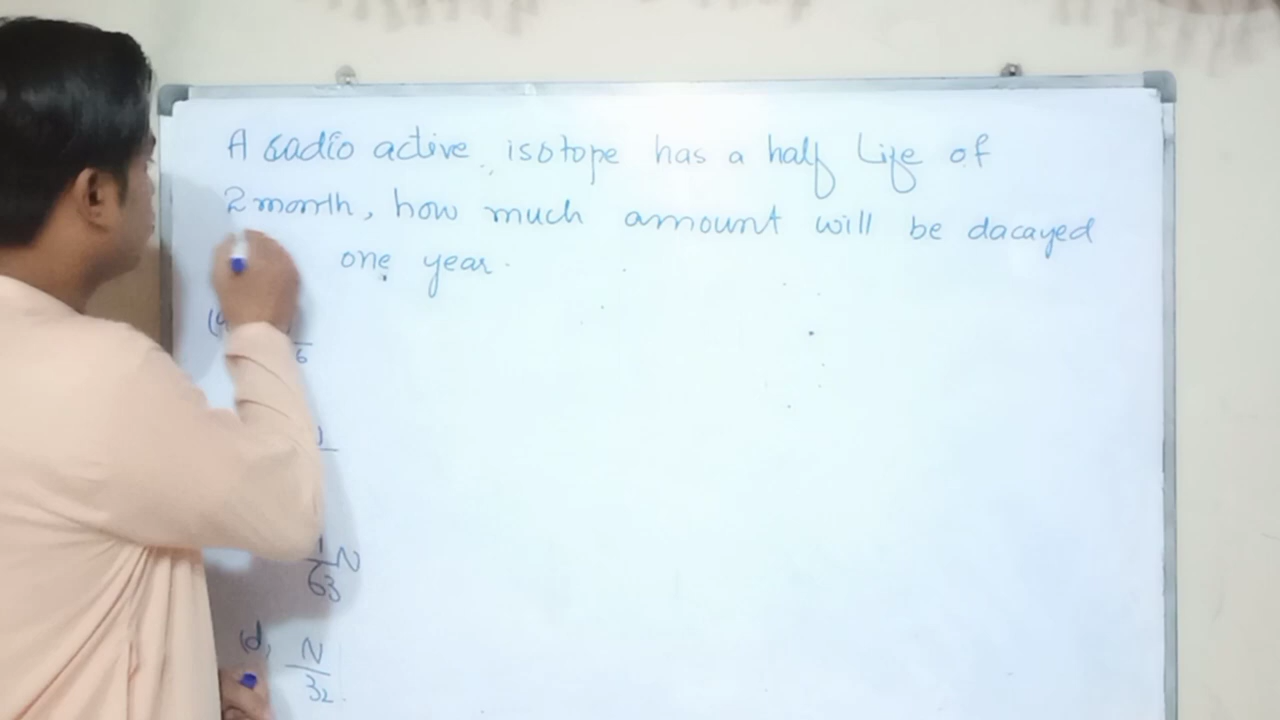 A radio active isotope has a half life of
2 month, how much amount will be dacayed
one year.
6
63 N
(d) N
32